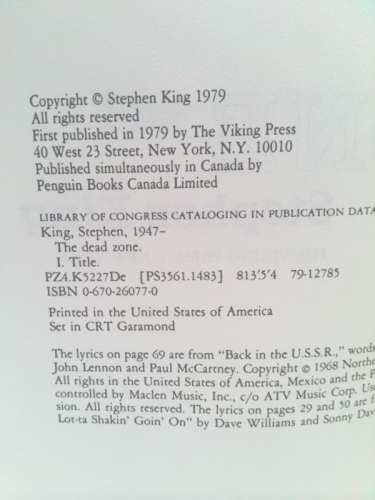 Copyright © Stephen King 1979
All rights reserved
First published in 1979 by The Viking Press
40 West 23 Street, New York, N.Y. 10010
Published simultaneously in Canada by
Penguin Books Canada Limited
LIBRARY OF CONGRESS CATALOGING IN PUBLICATION DATA
King, Stephen, 1947–
The dead zone.
I. Title.
PZ4.K5227De [PS3561.I483] 813'.5'4 79-12785
ISBN 0-670-26077-0
Printed in the United States of America
Set in CRT Garamond
The lyrics on page 69 are from "Back in the U.S.S.R.," words
John Lennon and Paul McCartney. Copyright © 1968 Northe
All rights in the United States of America, Mexico and the P
controlled by Maclen Music, Inc., c/o ATV Music Corp. Use
sion. All rights reserved. The lyrics on pages 29 and 50 are f
Lot-ta Shakin' Goin' On" by Dave Williams and Sonny Dav